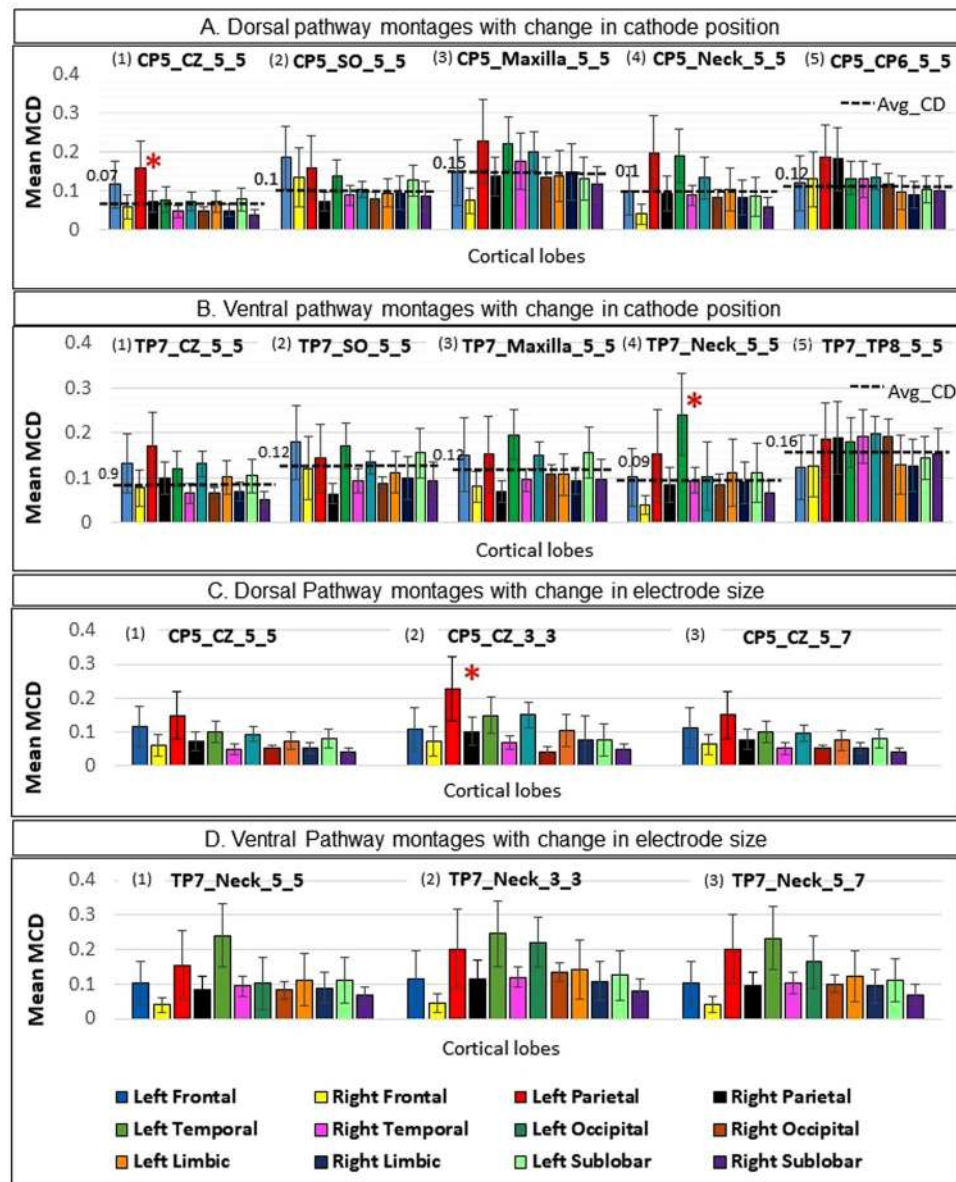 A. Dorsal pathway montages with change in cathode position
(1) CP5_CZ_5_5 (2) CP5_SO_5_5 (3) CP5_Maxilla_5_5 (4) CP5_Neck_5_5 (5) CP5_CP6_5_5
Mean MCD
0.4
0.3
0.2
0.1
0
0.07
*
0.1
0.15
0.1
0.12
Avg_CD
Cortical lobes
B. Ventral pathway montages with change in cathode position
(1) TP7_CZ_5_5 (2) TP7_SO_5_5 (3) TP7_Maxilla_5_5 (4) TP7_Neck_5_5 (5) TP7_TP8_5_5
Mean MCD
0.4
0.3
0.2
0.1
0
0.9
0.12
0.12
0.09
*
0.16
Avg_CD
Cortical lobes
C. Dorsal Pathway montages with change in electrode size
(1) CP5_CZ_5_5 (2) CP5_CZ_3_3 (3) CP5_CZ_5_7
Mean MCD
0.4
0.3
0.2
0.1
0
*
Cortical lobes
D. Ventral Pathway montages with change in electrode size
(1) TP7_Neck_5_5 (2) TP7_Neck_3_3 (3) TP7_Neck_5_7
Mean MCD
0.4
0.3
0.2
0.1
0
Cortical lobes
Left Frontal Right Frontal Left Parietal Right Parietal
Left Temporal Right Temporal Left Occipital Right Occipital
Left Limbic Right Limbic Left Sublobar Right Sublobar